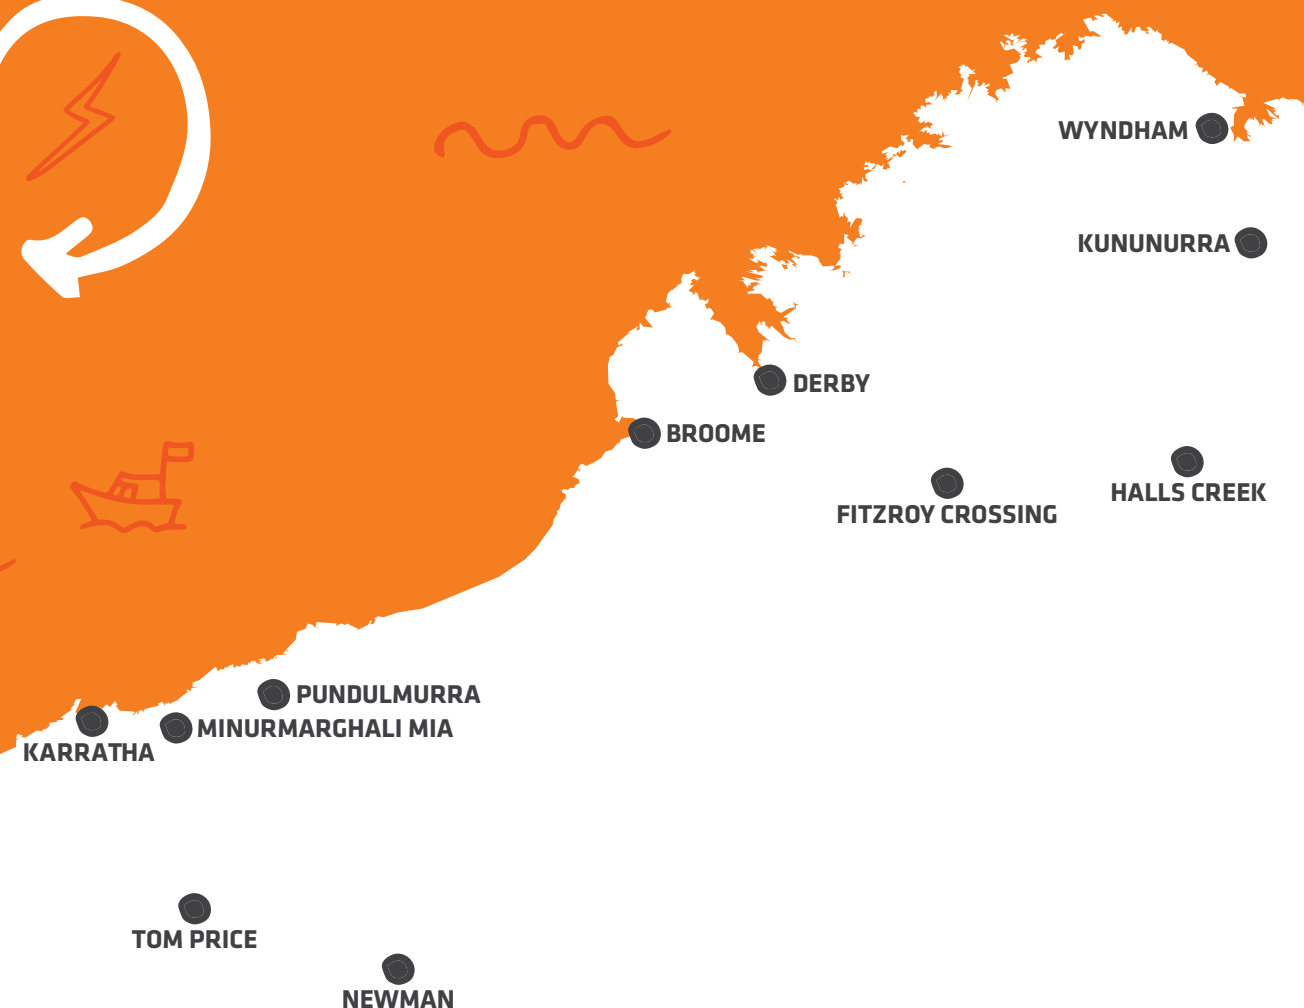 WYNDHAM
KUNUNURRA
DERBY
BROOME
HALLS CREEK
FITZROY CROSSING
PUNDULMURRA
MINURMARGHALI MIA
KARRATHA
TOM PRICE
NEWMAN